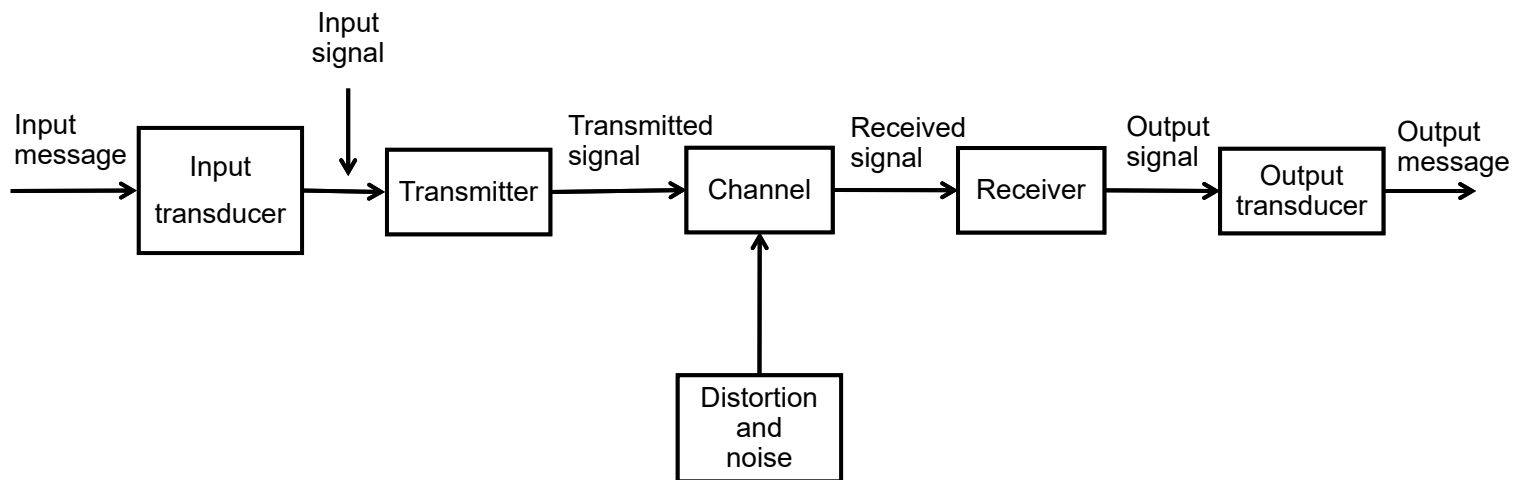 Input
signal
Input
message
Input
transducer
Transmitter
Transmitted
signal
Channel
Received
signal
Receiver
Output
signal
Output
transducer
Output
message
Distortion
and
noise